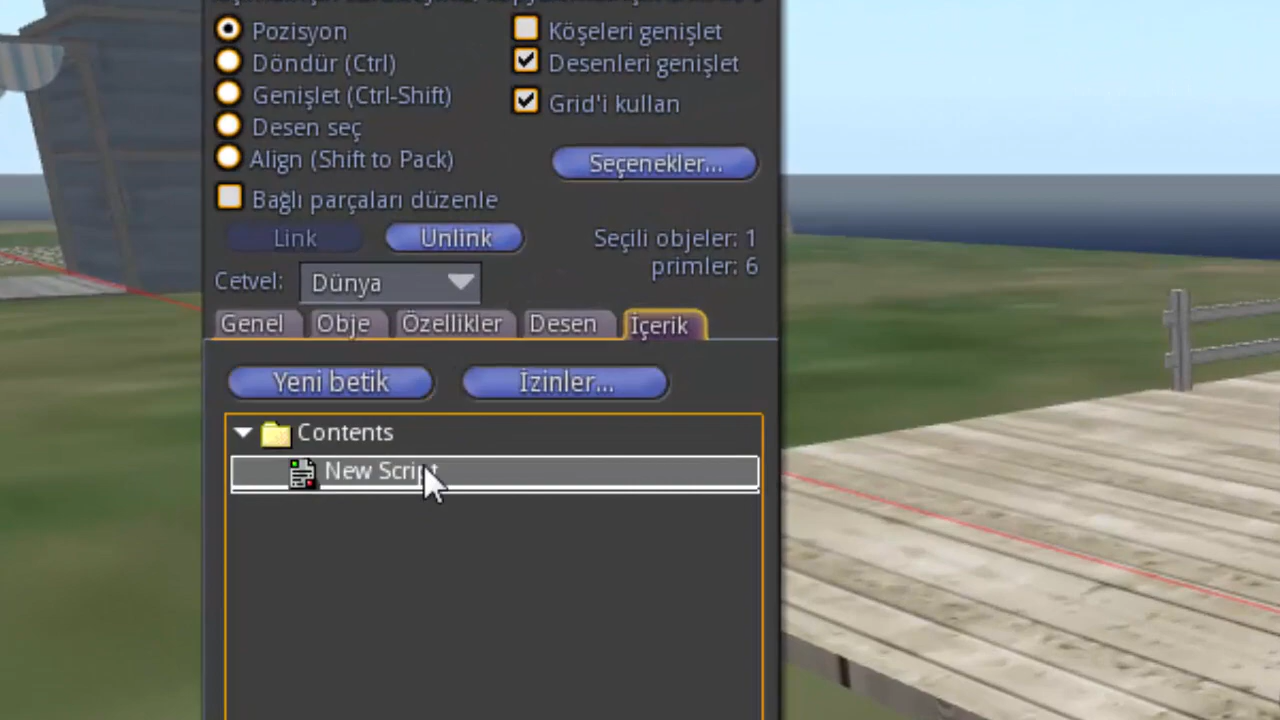 Pozisyon
Köşeleri genişlet
Döndür (Ctrl)
Desenleri genişlet
Genişlet (Ctrl-Shift)
Grid'i kullan
Desen seç
Align (Shift to Pack)
Seçenekler...
Bağlı parçaları düzenle
Link
Unlink
Seçili objeler: 1
primler: 6
Cetvel:
Dünya
Genel
Obje
Özellikler
Desen
İçerik
Yeni betik
İzinler...
Contents
New Script